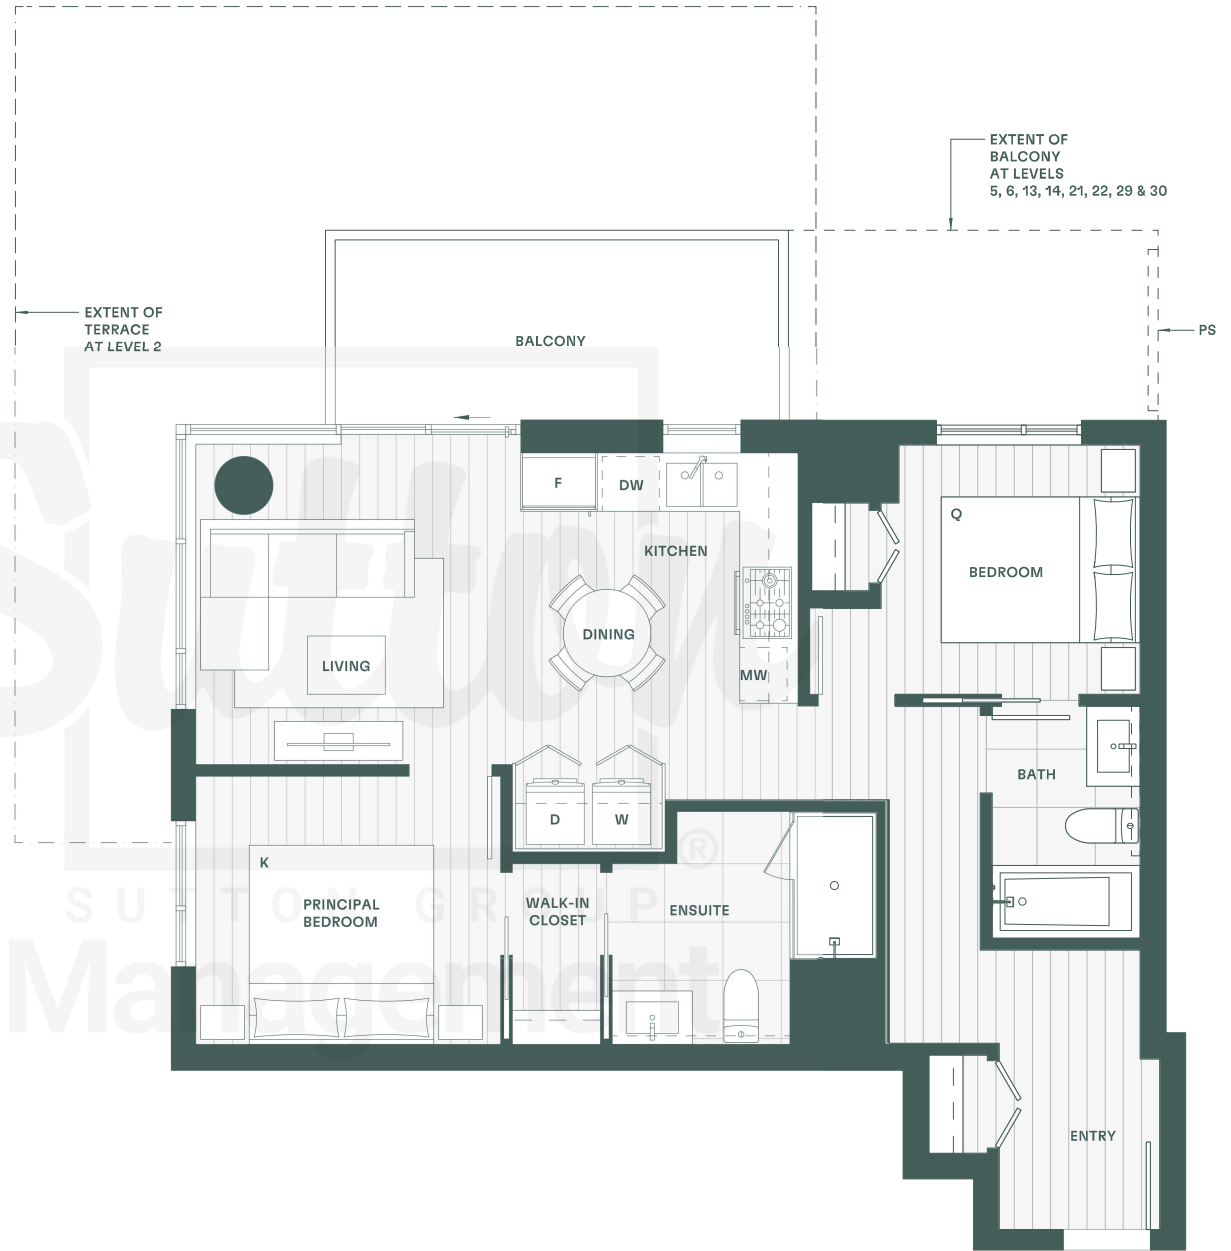 EXTENT OF
BALCONY
AT LEVELS
5, 6, 13, 14, 21, 22, 29 & 30
EXTENT OF
TERRACE
AT LEVEL 2
PS
BALCONY
F
DW
KITCHEN
Q
BEDROOM
DINING
LIVING
MW
BATH
D
W
K
PRINCIPAL
BEDROOM
WALK-IN
CLOSET
ENSUITE
ENTRY
Sutton
®
SUTTON GROUP
Management